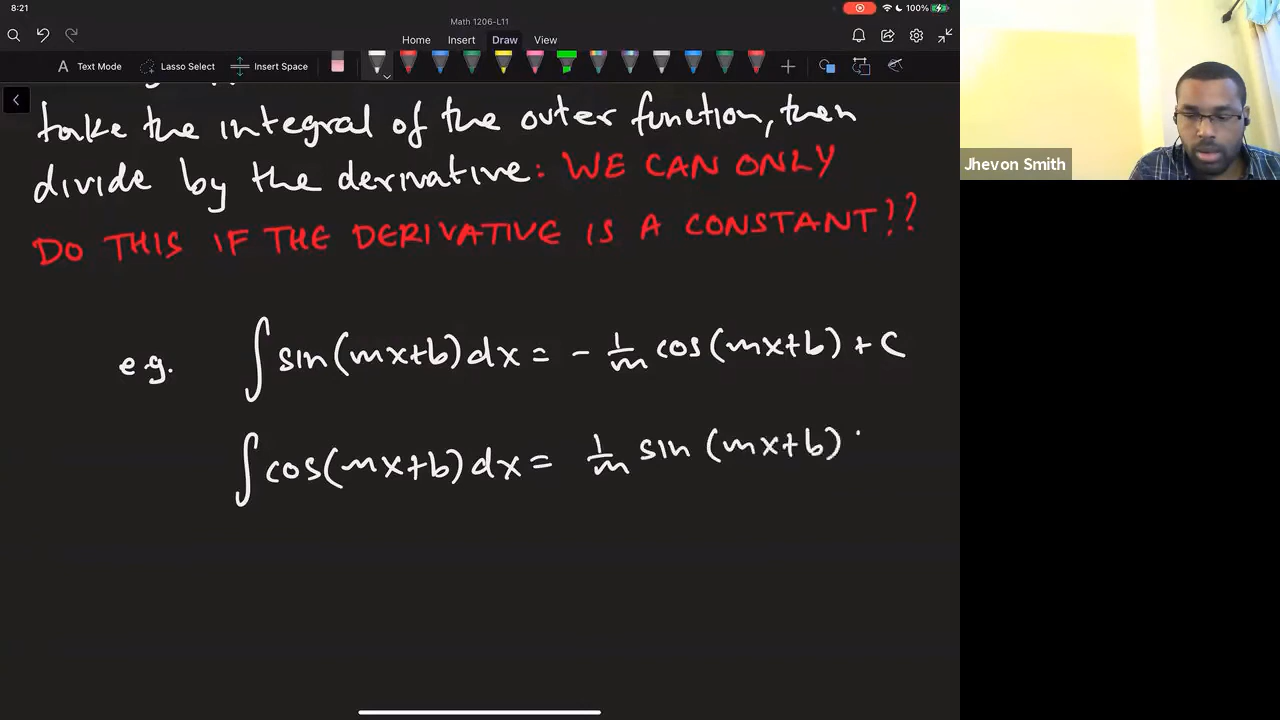 8:21
100%
Math 1206-L11
Home Insert Draw View
Text Mode Lasso Select Insert Space
take the integral of the outer function, then
divide by the derivative: WE CAN ONLY
DO THIS IF THE DERIVATIVE IS A CONSTANT!!
e.g. ∫ sin(mx+b) dx = - 1/m cos(mx+b) + C
∫ cos(mx+b) dx = 1/m sin (mx+b)
Jhevon Smith